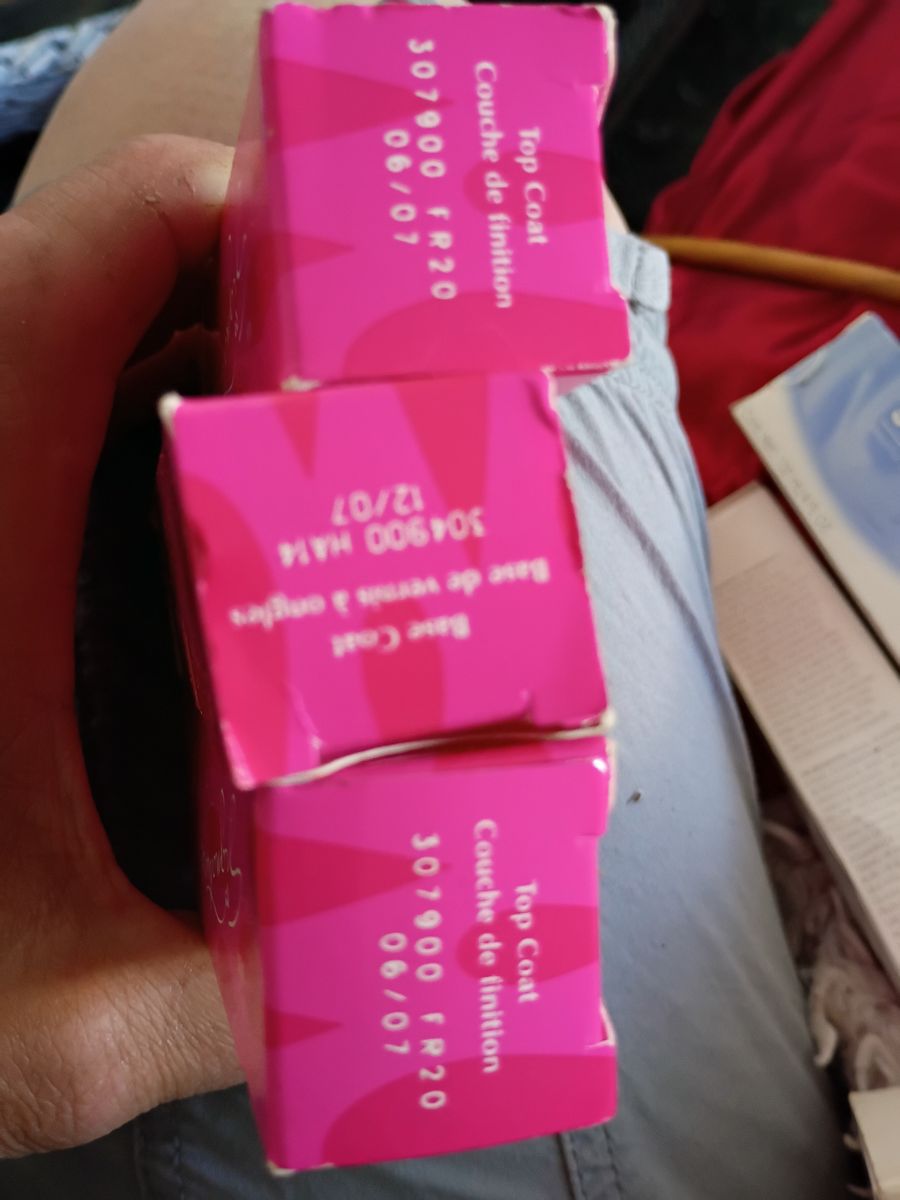 Top Coat
Couche de finition
307900 FR20
06/07
Base Coat
Base de vernis à ongles
304900 HA14
12/07
Top Coat
Couche de finition
307900 FR20
06/07